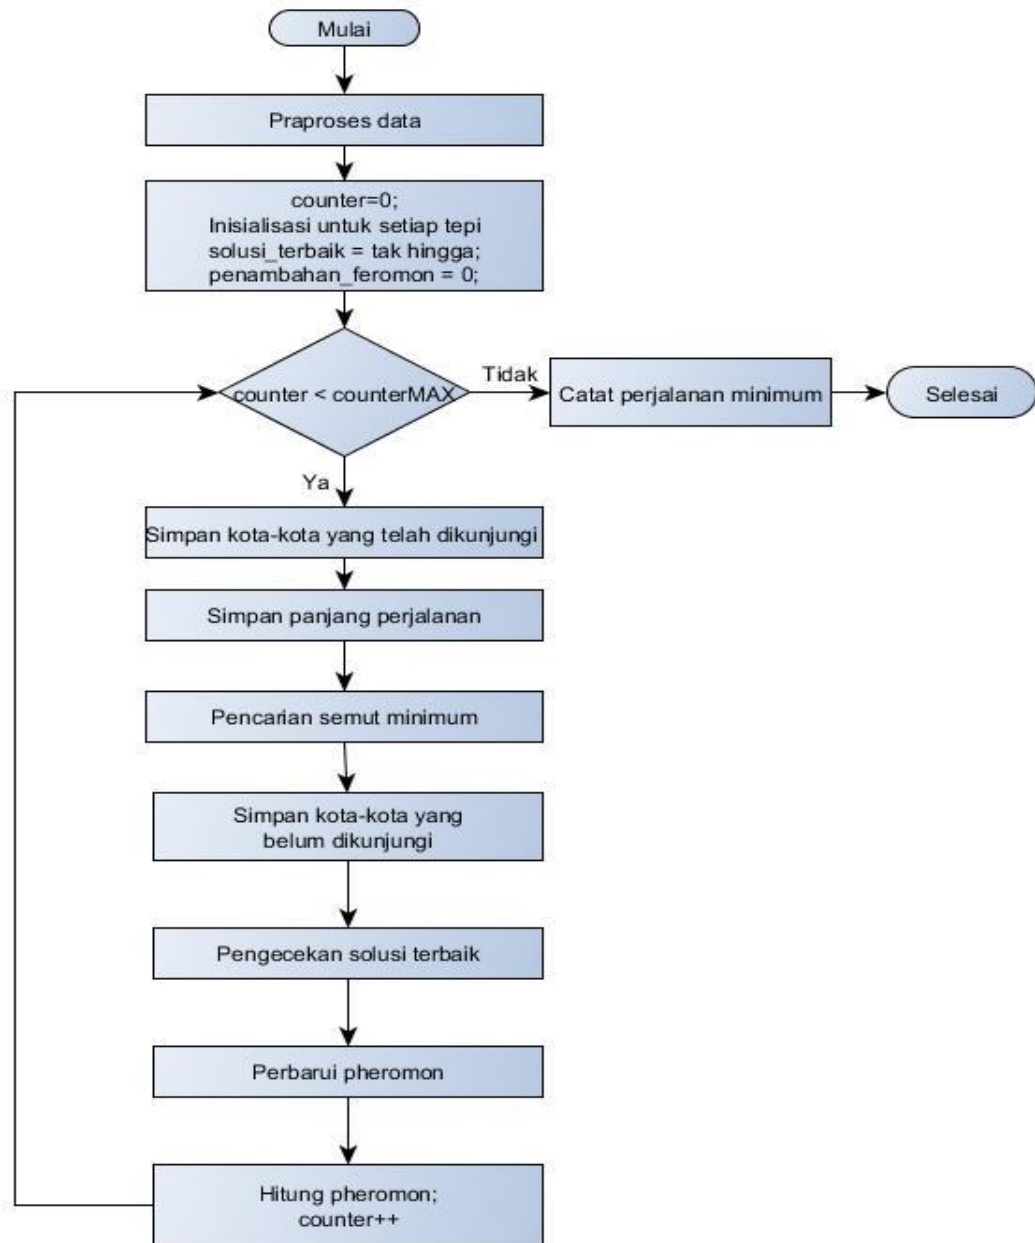 Mulai
Praproses data
counter=0;
Inisialisasi untuk setiap tepi
solusi_terbaik = tak hingga;
penambahan_feromon = 0;
counter < counterMAX
Tidak
Catat perjalanan minimum
Selesai
Ya
Simpan kota-kota yang telah dikunjungi
Simpan panjang perjalanan
Pencarian semut minimum
Simpan kota-kota yang
belum dikunjungi
Pengecekan solusi terbaik
Perbarui pheromon
Hitung pheromon;
counter++